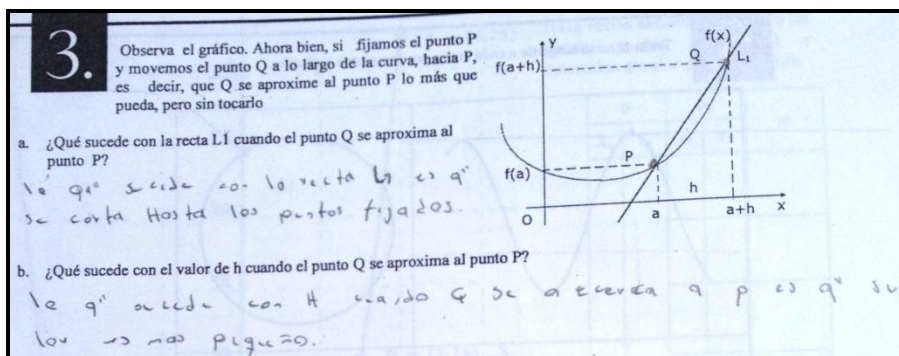 3.
Observa el gráfico. Ahora bien, si fijamos el punto P
y movemos el punto Q a lo largo de la curva, hacia P,
es decir, que Q se aproxime al punto P lo más que
pueda, pero sin tocarlo
a. ¿Qué sucede con la recta L1 cuando el punto Q se aproxima al
punto P?
lo que sucede con la recta L1 es q'
se corta Hasta los puntos fijados.
b. ¿Qué sucede con el valor de h cuando el punto Q se aproxima al punto P?
lo q' sucede con H cuando Q se acerca a p es q' su
es mas pequeño.
Y
f(x)
Q
L1
f(a+h)
P
f(a)
h
O
a
a+h
X